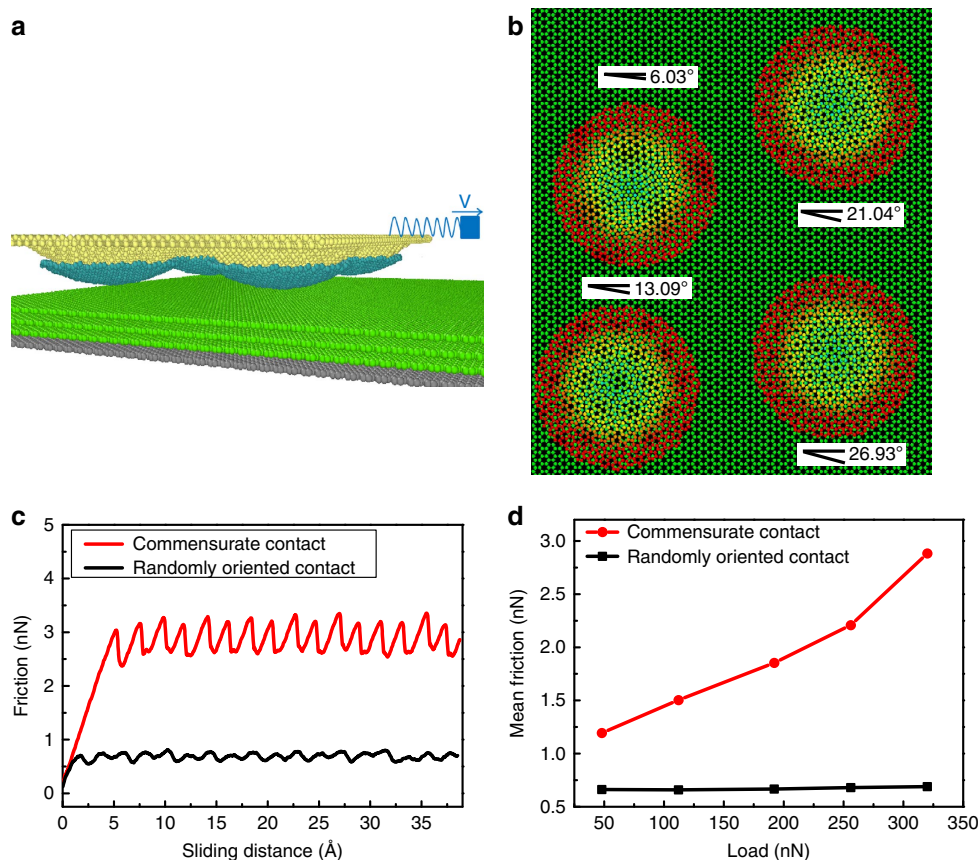 a
V
b
6.03°
21.04°
13.09°
26.93°
c
5
4
3
2
1
0
Friction (nN)
Commensurate contact
Randomly oriented contact
0 5 10 15 20 25 30 35
Sliding distance (Å)
d
3.0
2.5
2.0
1.5
1.0
0.5
Mean friction (nN)
Commensurate contact
Randomly oriented contact
50 100 150 200 250 300 350
Load (nN)